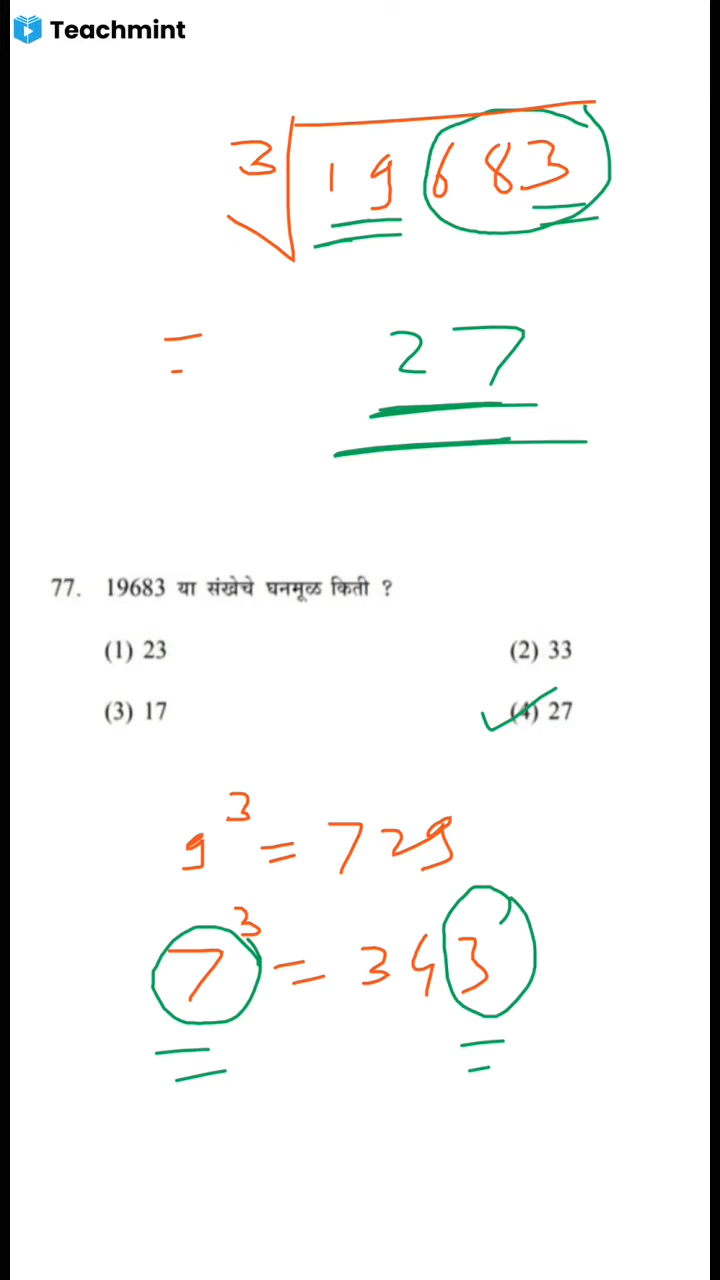 Teachmint
3 19683
= 27
77. 19683 या संखेचे घनमूळ किती ?
(1) 23 (2) 33
(3) 17 (4) 27
9³ = 729
7³ = 343